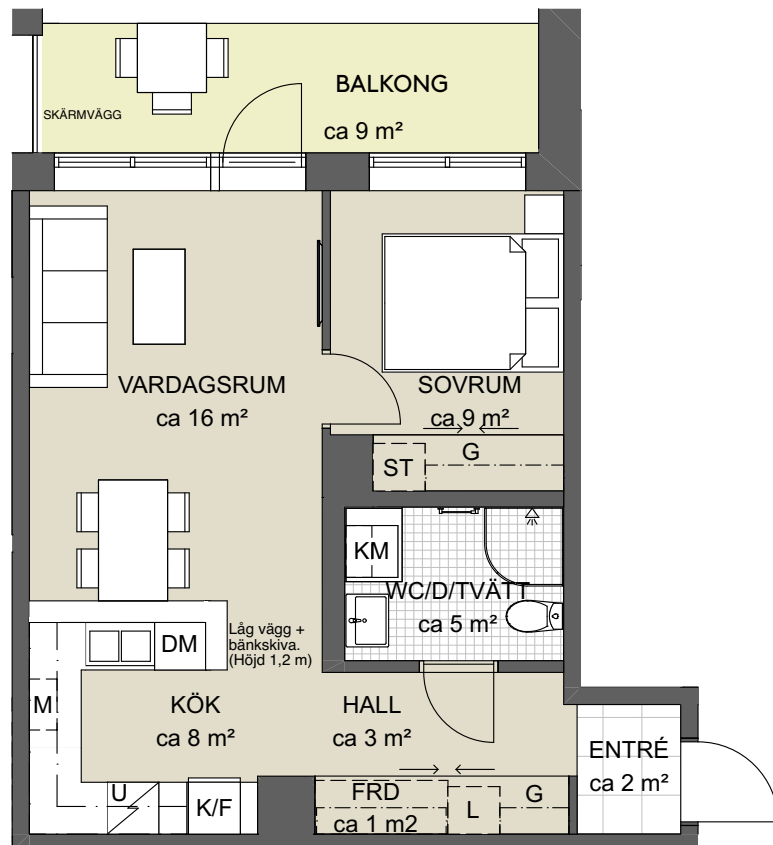 BALKONG
SKÄRMVÄGG
ca 9 m²
VARDAGSRUM
ca 16 m²
SOVRUM
ca 9 m²
ST
G
KM
WC/D/TVÄTT
ca 5 m²
DM
Låg vägg +
bänkskiva.
(Höjd 1,2 m)
M
KÖK
ca 8 m²
HALL
ca 3 m²
ENTRÉ
ca 2 m²
U
K/F
FRD
ca 1 m2
L
G